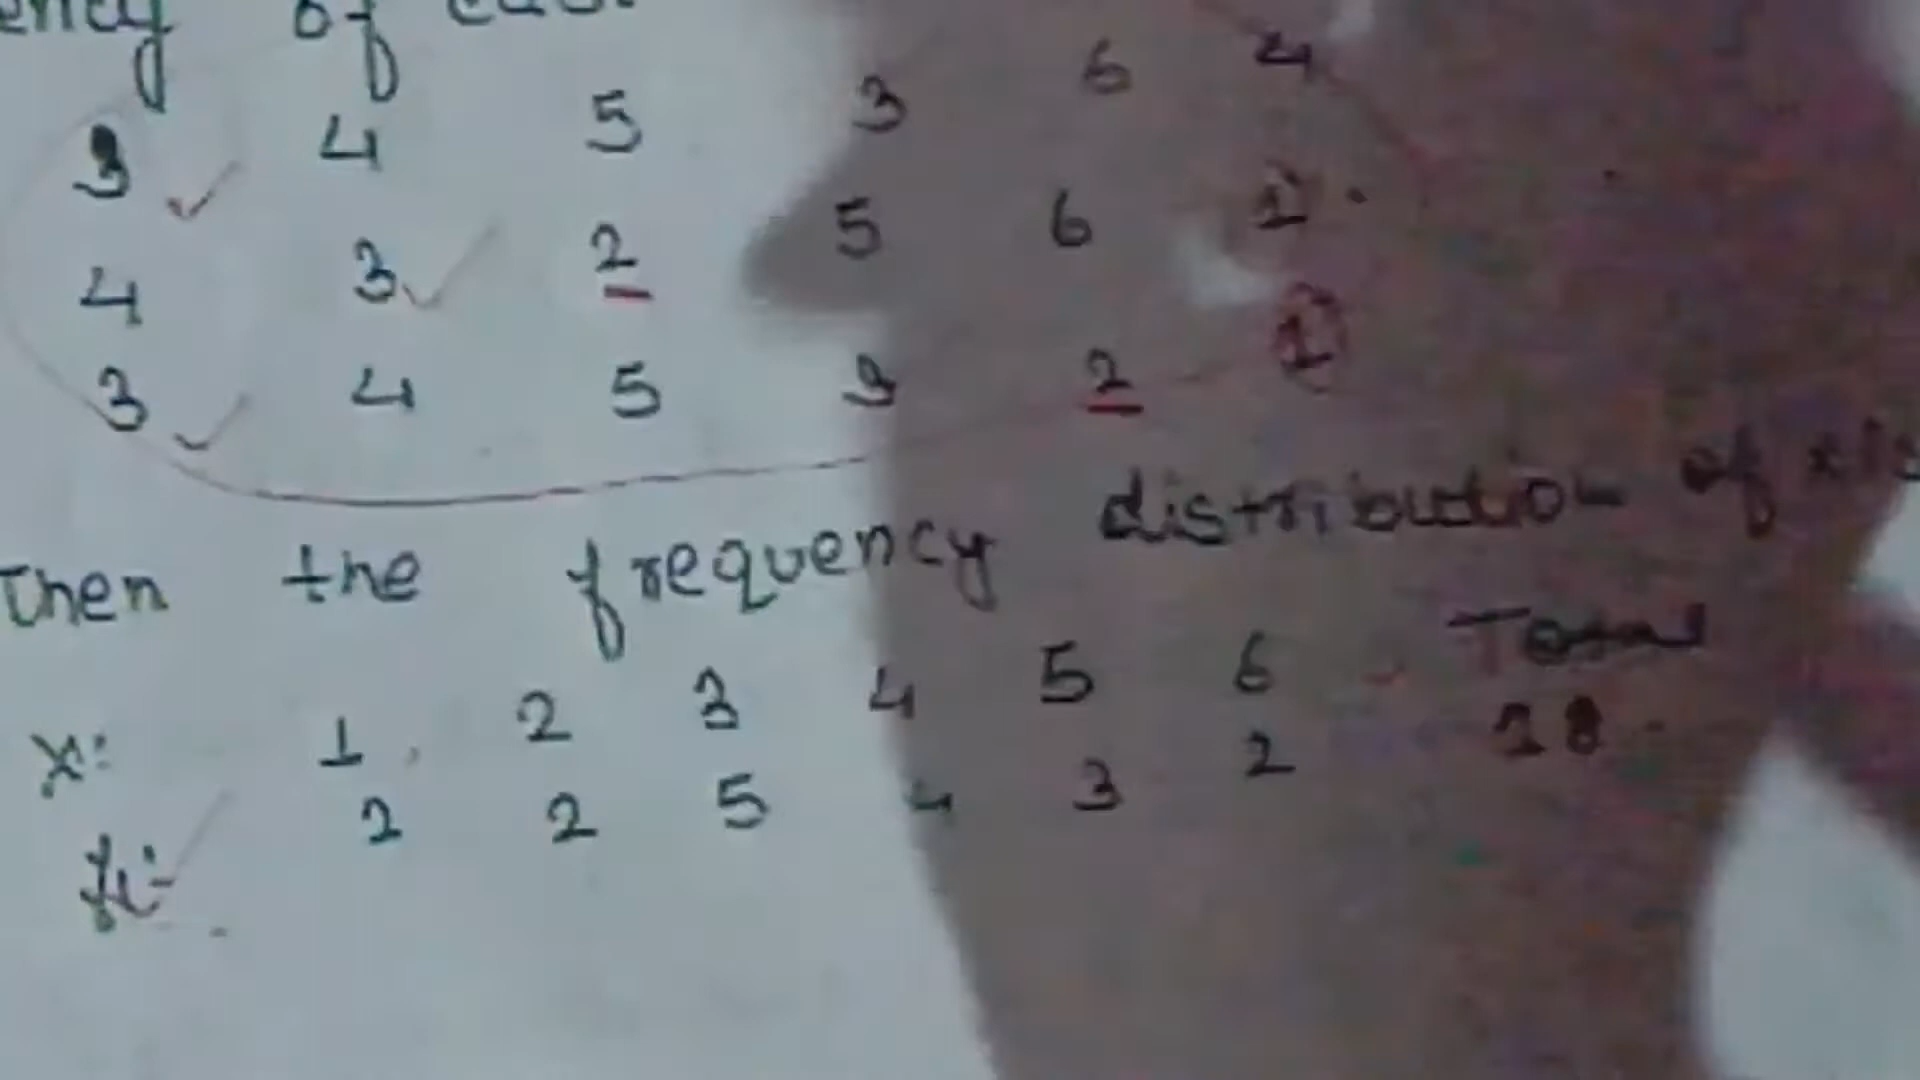 of
3 4 5 3 6 4
4 3 2 5 6 1
3 4 5 3 2 1
Then the frequency distribution of x is
x: 1 2 3 4 5 6 Total
f: 2 2 5 4 3 2 18